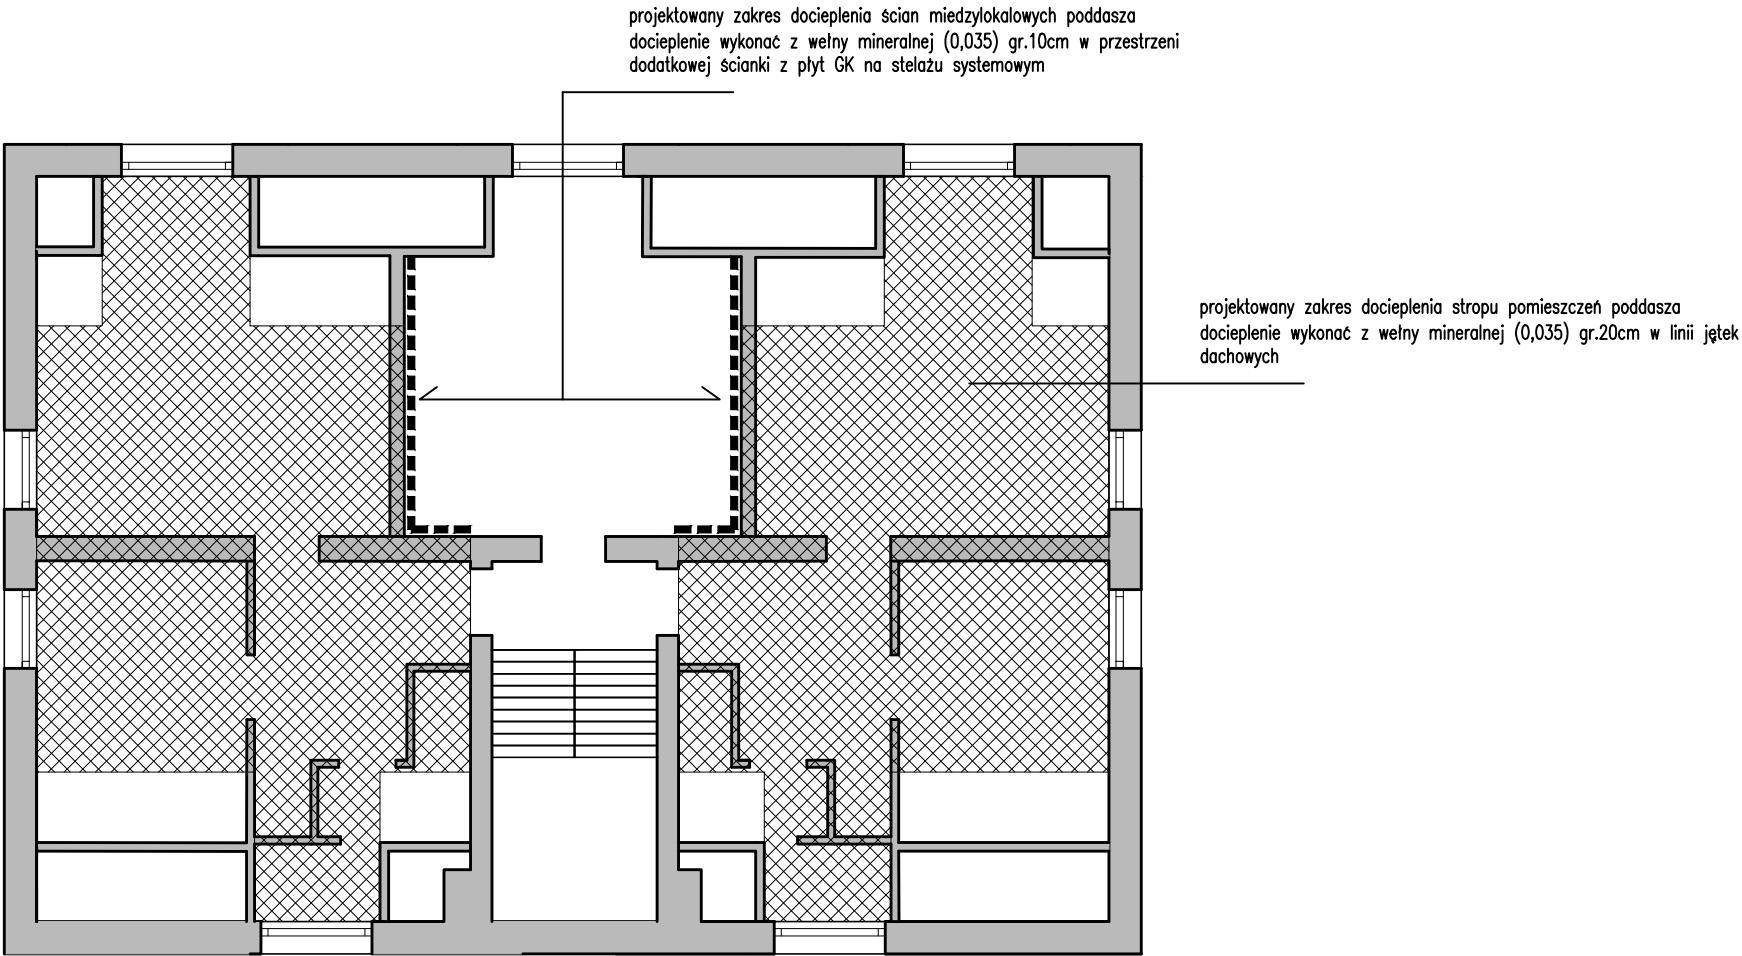 projektowany zakres docieplenia ścian miedzylokalowych poddasza
docieplenie wykonać z wełny mineralnej (0,035) gr.10cm w przestrzeni
dodatkowej ścianki z płyt GK na stelażu systemowym
projektowany zakres docieplenia stropu pomieszczeń poddasza
docieplenie wykonać z wełny mineralnej (0,035) gr.20cm w linii jętek
dachowych